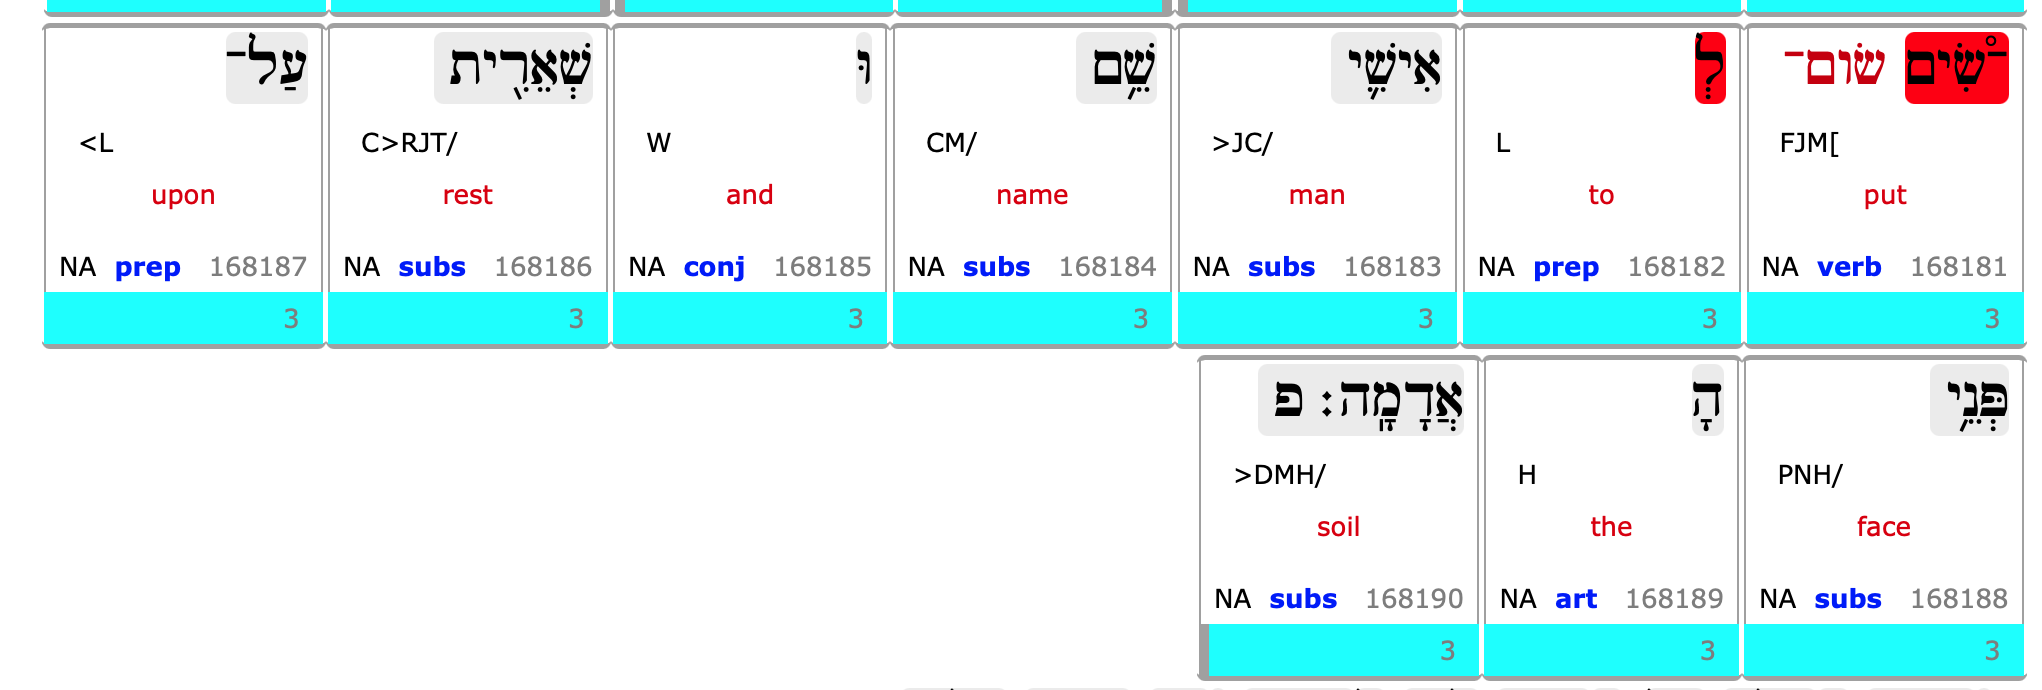 שׂוּם־ ־֯שִׂים לְ אִישִׁ֛י שֵׁ֥ם וּ שְׁאֵרִ֖ית עַל־
FJM[ L >JC/ CM/ W C>RJT/ <L
put to man name and rest upon
NA verb 168181 NA prep 168182 NA subs 168183 NA subs 168184 NA conj 168185 NA subs 168186 NA prep 168187
3 3 3 3 3 3 3
פְּנֵ֥י הָ אֲדָמָֽה׃ פ
PNH/ H >DMH/
face the soil
NA subs 168188 NA art 168189 NA subs 168190
3 3 3